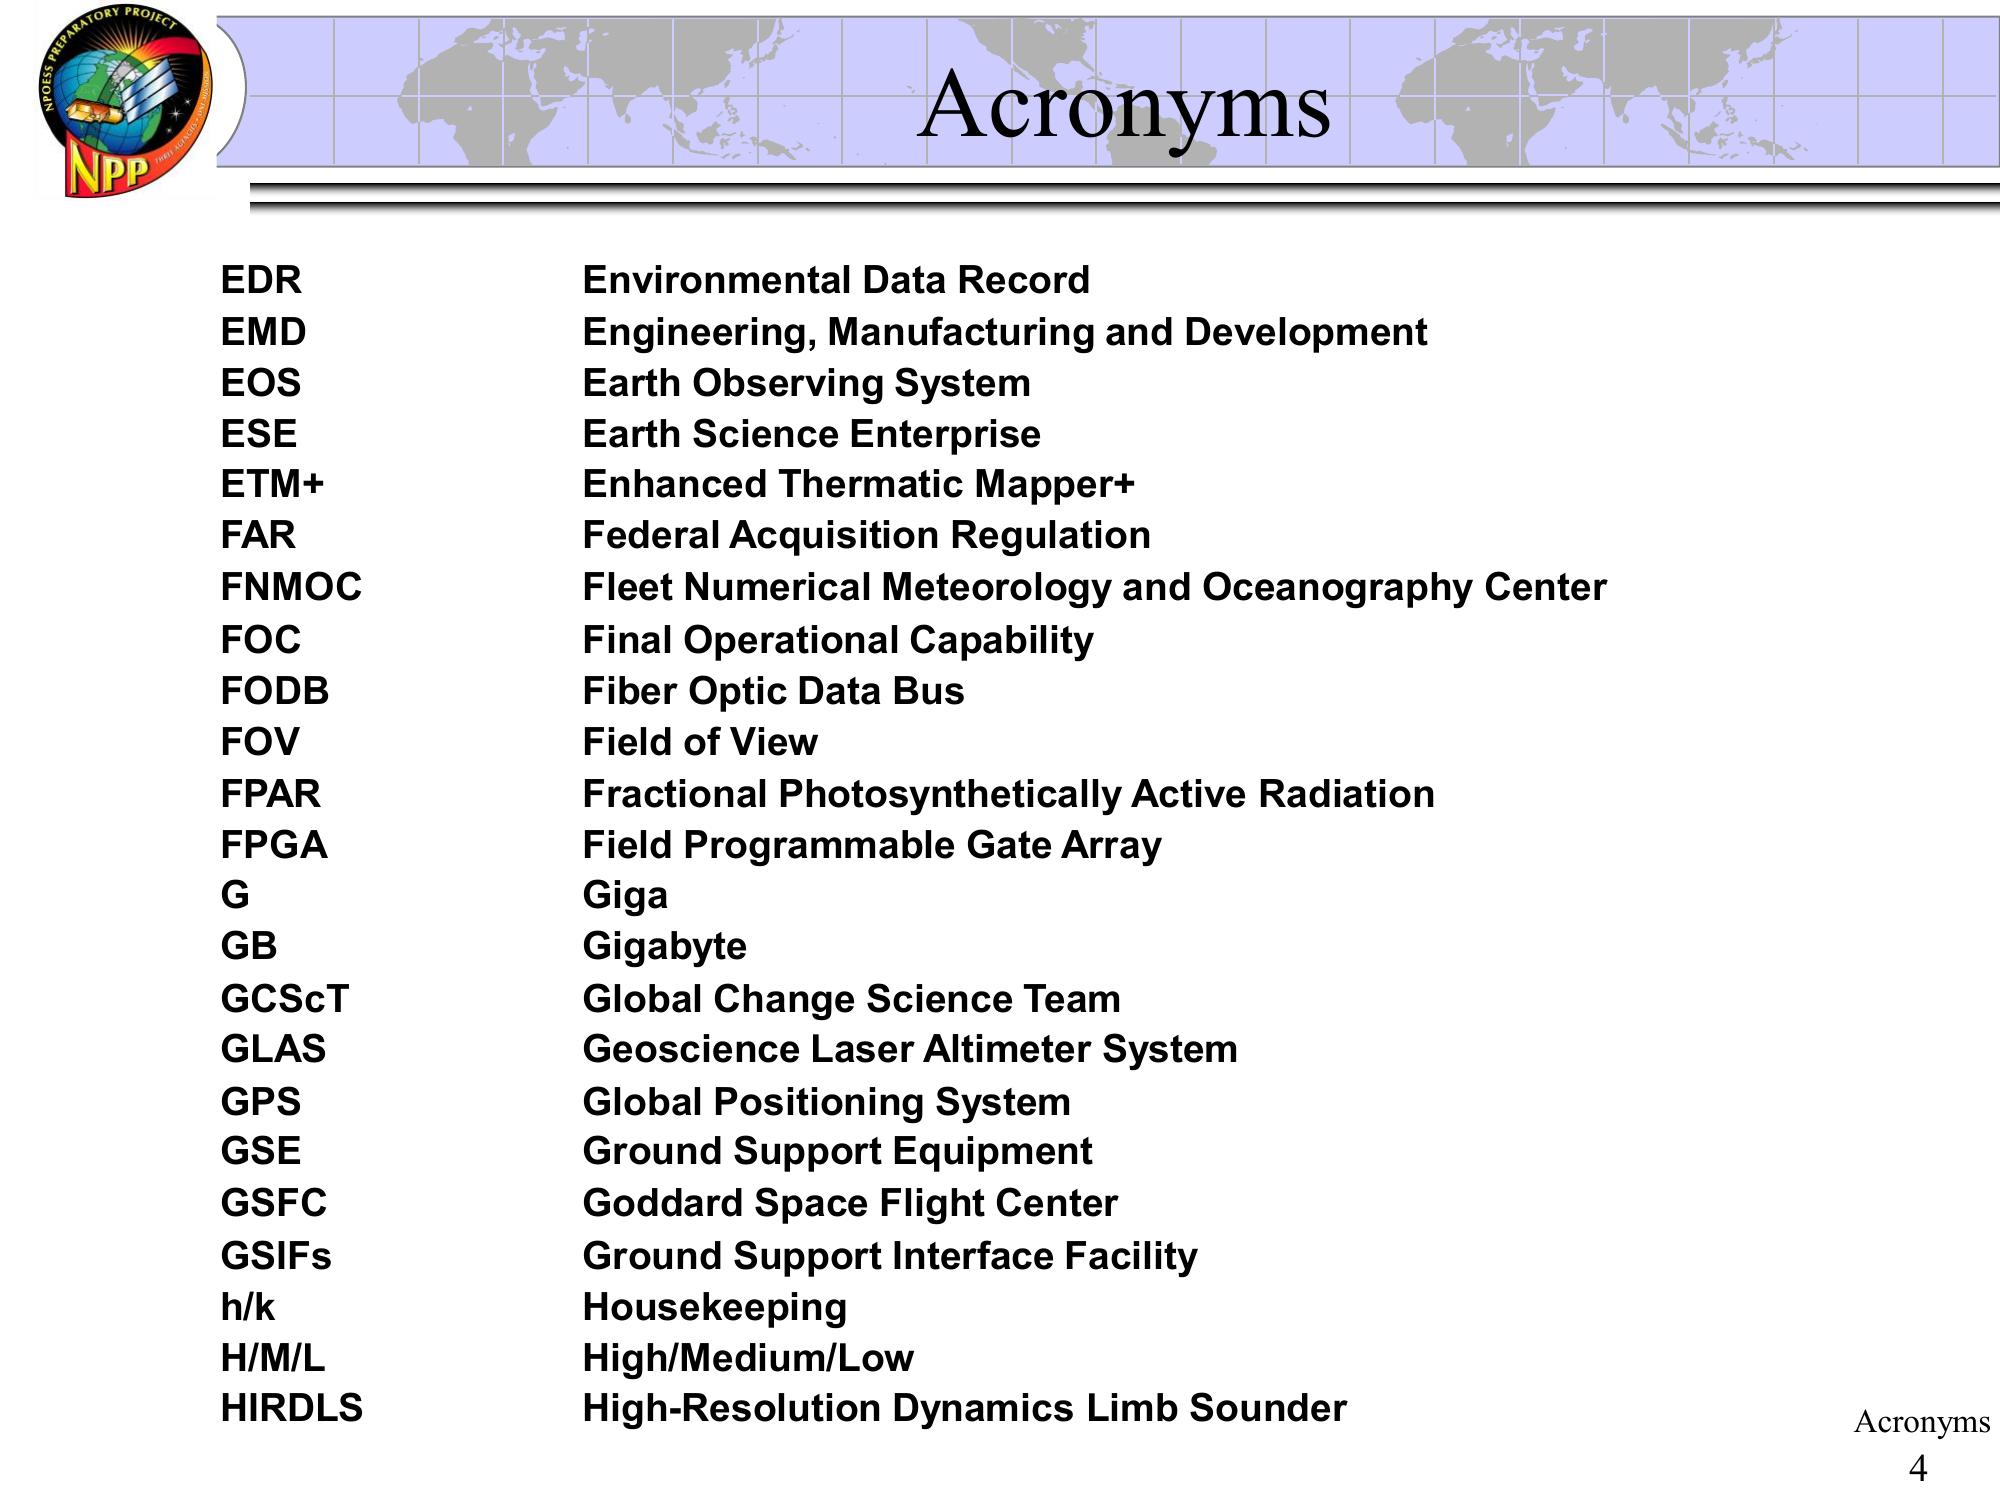 NPOESS PREPARATORY PROJECT
THREE AGENCIES • ONE MISSION
NPP
Acronyms
EDR Environmental Data Record
EMD Engineering, Manufacturing and Development
EOS Earth Observing System
ESE Earth Science Enterprise
ETM+ Enhanced Thermatic Mapper+
FAR Federal Acquisition Regulation
FNMOC Fleet Numerical Meteorology and Oceanography Center
FOC Final Operational Capability
FODB Fiber Optic Data Bus
FOV Field of View
FPAR Fractional Photosynthetically Active Radiation
FPGA Field Programmable Gate Array
G Giga
GB Gigabyte
GCScT Global Change Science Team
GLAS Geoscience Laser Altimeter System
GPS Global Positioning System
GSE Ground Support Equipment
GSFC Goddard Space Flight Center
GSIFs Ground Support Interface Facility
h/k Housekeeping
H/M/L High/Medium/Low
HIRDLS High-Resolution Dynamics Limb Sounder
Acronyms
4